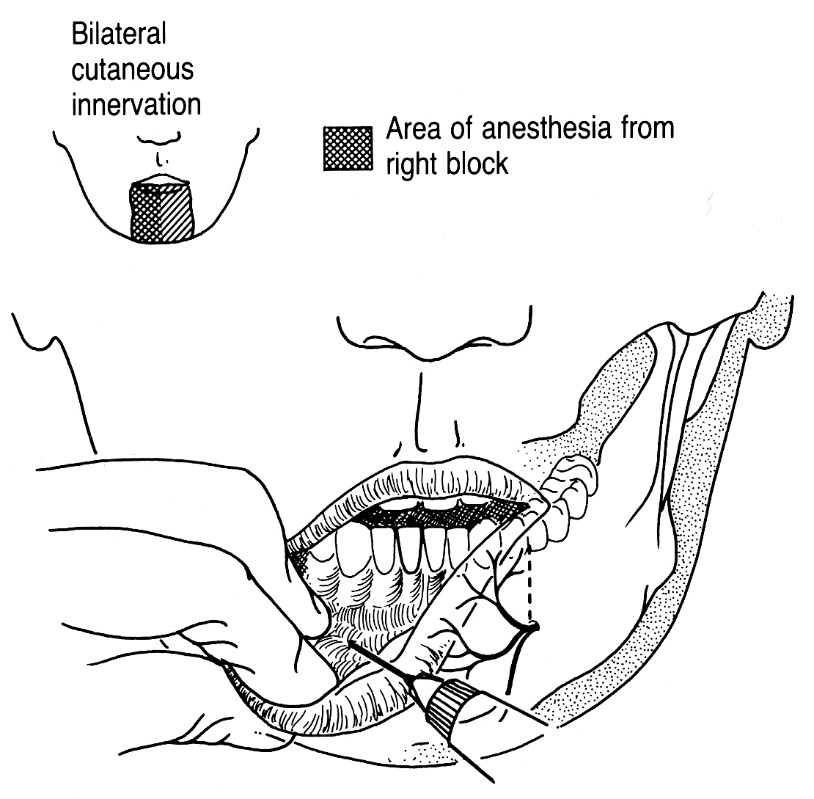 Bilateral
cutaneous
innervation
Area of anesthesia from
right block